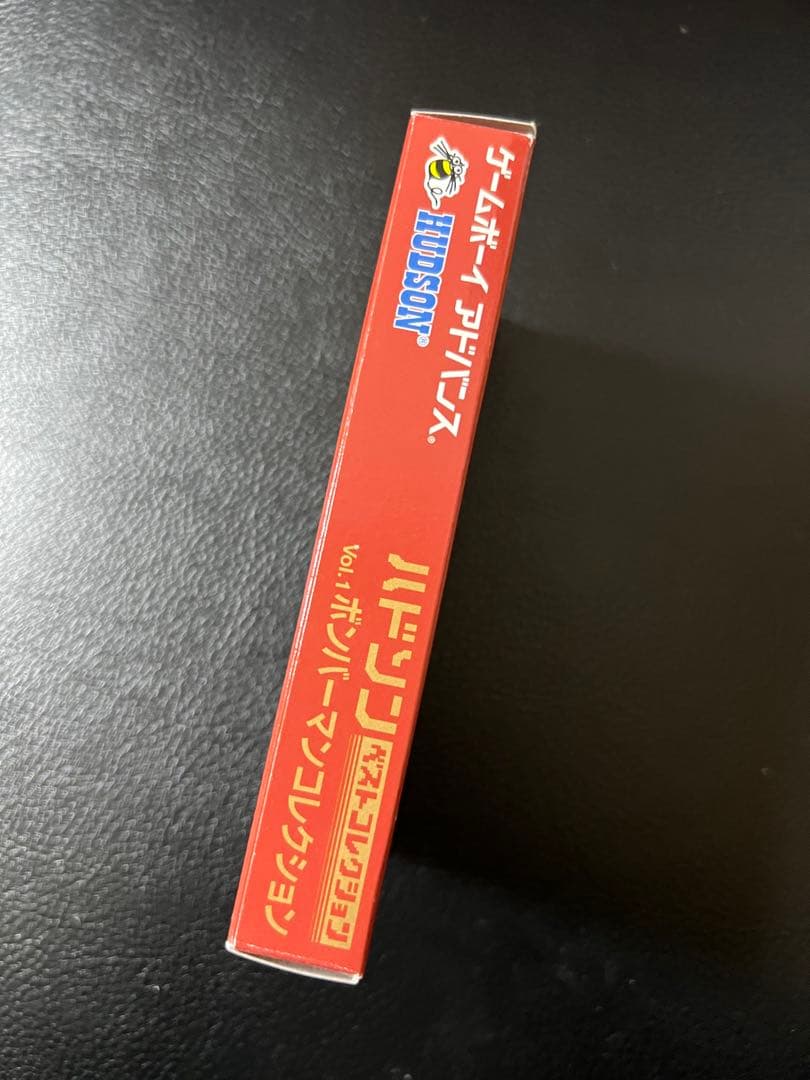 ゲームボーイ アドバンス®
HUDSON®
ハドソン
ベストコレクション
Vol.1 ボンバーマンコレクション